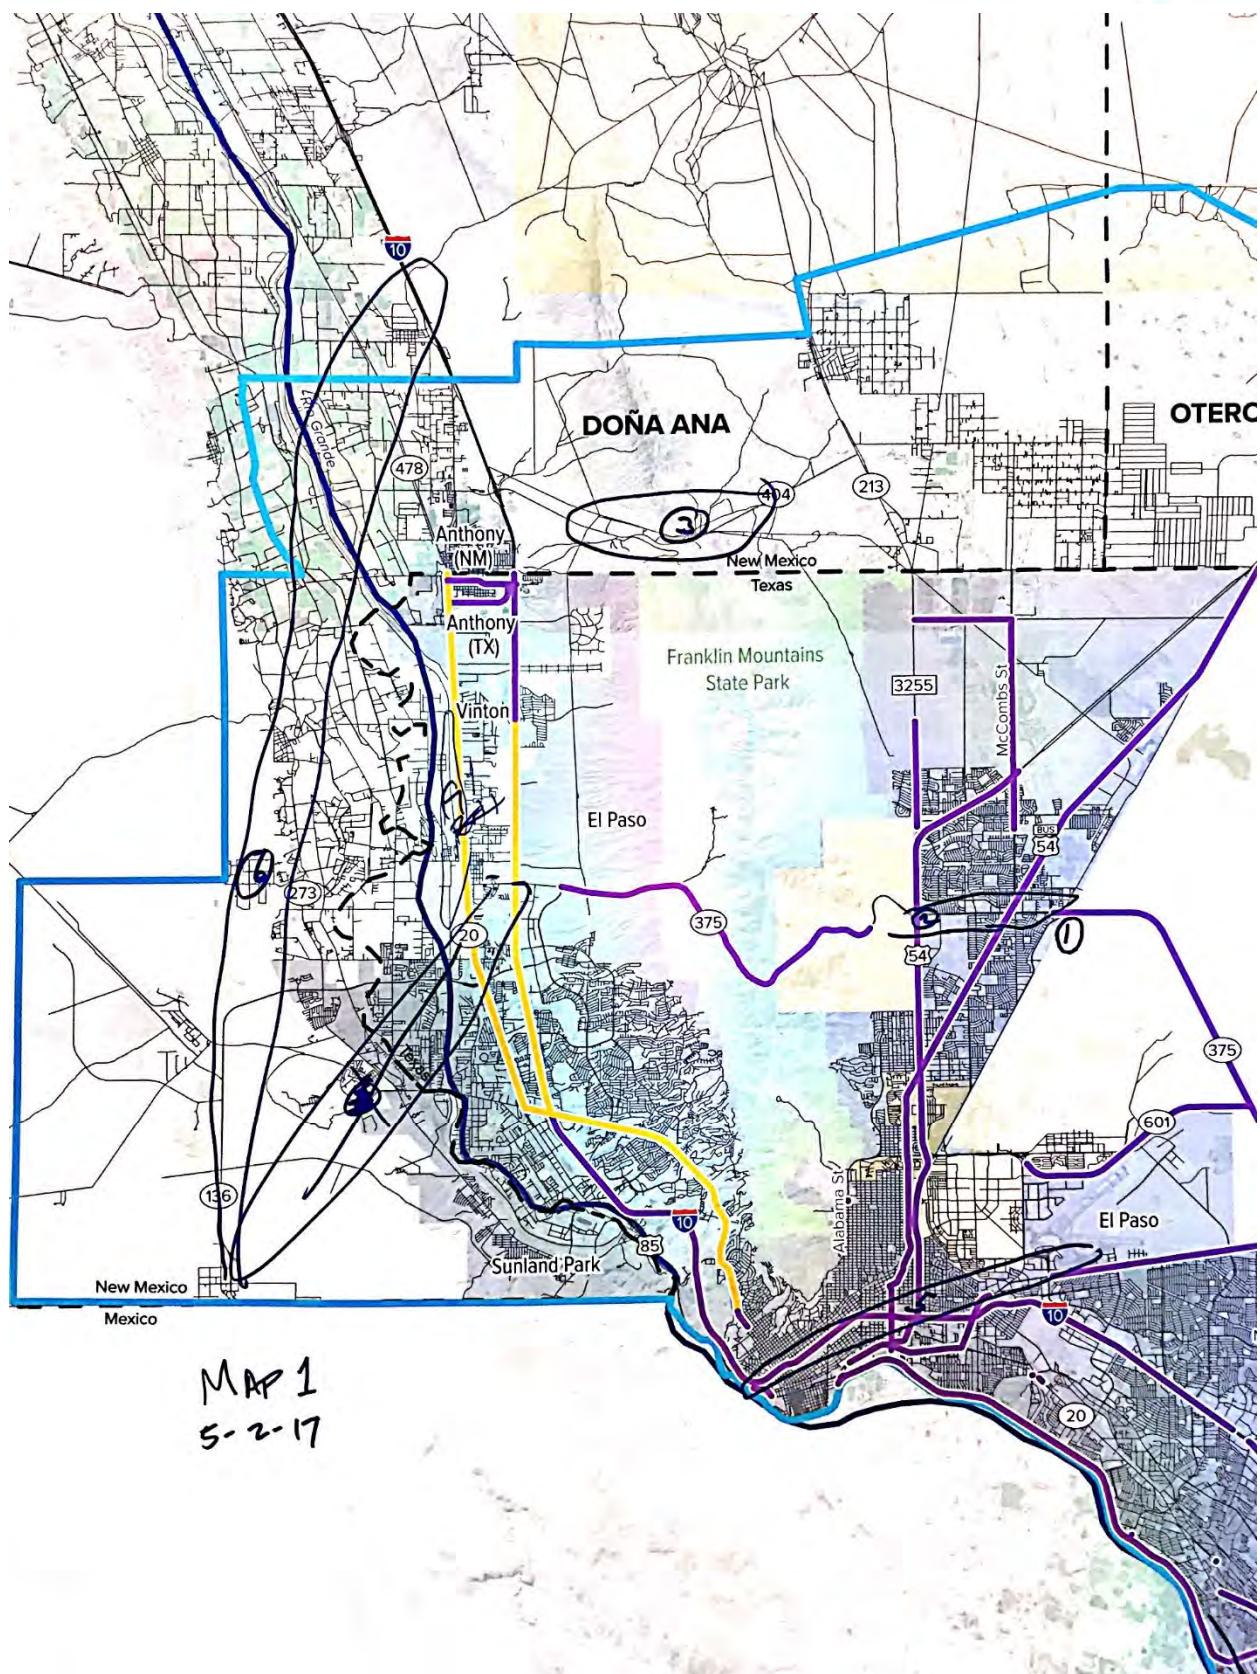 10
Rio Grande
DOÑA ANA
OTERO
478
404
213
3
Anthony
(NM)
New Mexico
Texas
Anthony
(TX)
Franklin Mountains
State Park
3255
McCombs St
Vinton
El Paso
BUS
54
6
273
375
2
1
20
54
Texas
375
601
136
Alabama St
El Paso
85
10
Sunland Park
New Mexico
Mexico
5
10
MAP 1
5-2-17
20